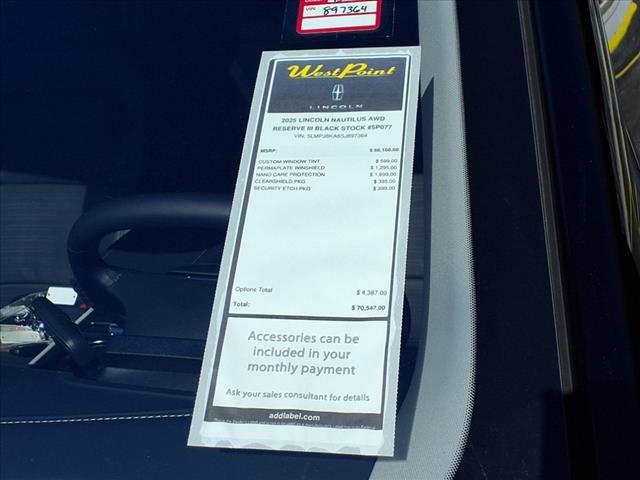 VIN: 897364
West Point
LINCOLN
2025 LINCOLN NAUTILUS AWD
RESERVE III BLACK STOCK #5P077
VIN: 5LMPJ8KA6SJ897364
MSRP: $ 66,160.00
CUSTOM WINDOW TINT $ 599.00
PERMAPLATE WINSHIELD $ 1,295.00
NANO CARE PROTECTION $ 1,699.00
CLEARSHIELD PKG $ 395.00
SECURITY ETCH PKG $ 399.00
Options Total $ 4,387.00
Total: $ 70,547.00
Accessories can be
included in your
monthly payment
Ask your sales consultant for details
addlabel.com